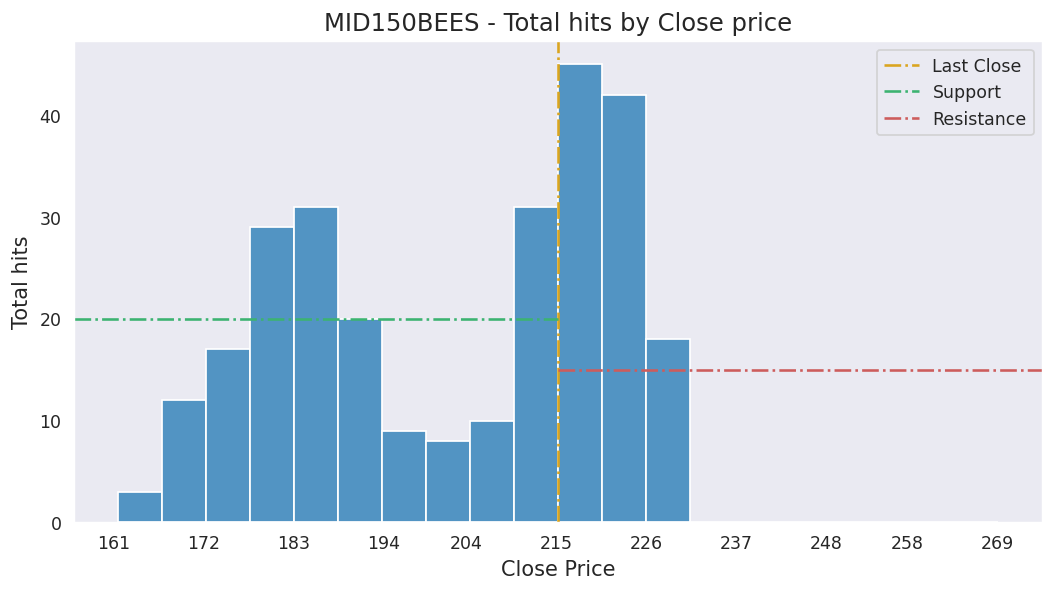 MID150BEES - Total hits by Close price
Last Close
Support
Resistance
Total hits
40
30
20
10
0
161 172 183 194 204 215 226 237 248 258 269
Close Price